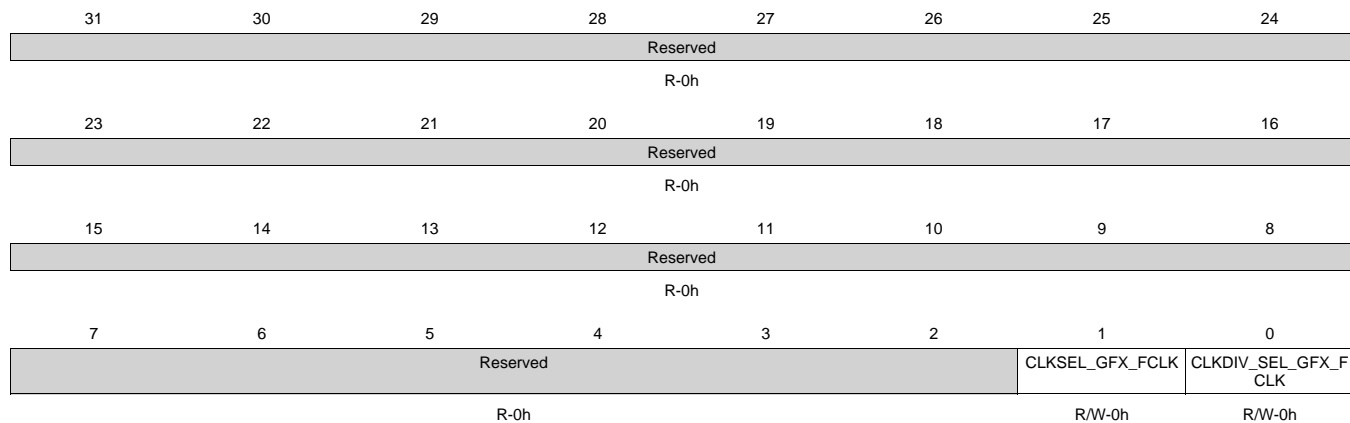 31 30 29 28 27 26 25 24
Reserved
R-0h
23 22 21 20 19 18 17 16
Reserved
R-0h
15 14 13 12 11 10 9 8
Reserved
R-0h
7 6 5 4 3 2 1 0
Reserved CLKSEL_GFX_FCLK CLKDIV_SEL_GFX_F
CLK
R-0h R/W-0h R/W-0h